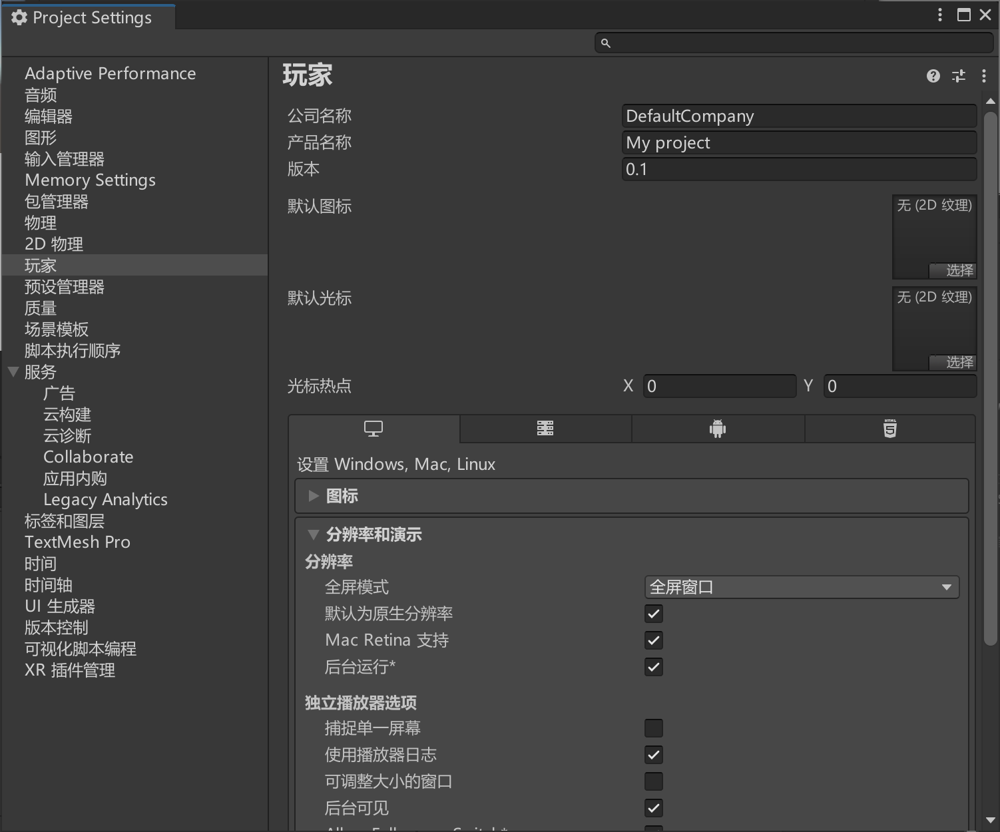 Project Settings
Adaptive Performance
音频
编辑器
图形
输入管理器
Memory Settings
包管理器
物理
2D 物理
玩家
预设管理器
质量
场景模板
脚本执行顺序
服务
广告
云构建
云诊断
Collaborate
应用内购
Legacy Analytics
标签和图层
TextMesh Pro
时间
时间轴
UI 生成器
版本控制
可视化脚本编程
XR 插件管理
玩家
公司名称 DefaultCompany
产品名称 My project
版本 0.1
默认图标 无 (2D 纹理)
选择
默认光标 无 (2D 纹理)
选择
光标热点 X 0 Y 0
设置 Windows, Mac, Linux
图标
分辨率和演示
分辨率
全屏模式 全屏窗口
默认为原生分辨率
Mac Retina 支持
后台运行*
独立播放器选项
捕捉单一屏幕
使用播放器日志
可调整大小的窗口
后台可见